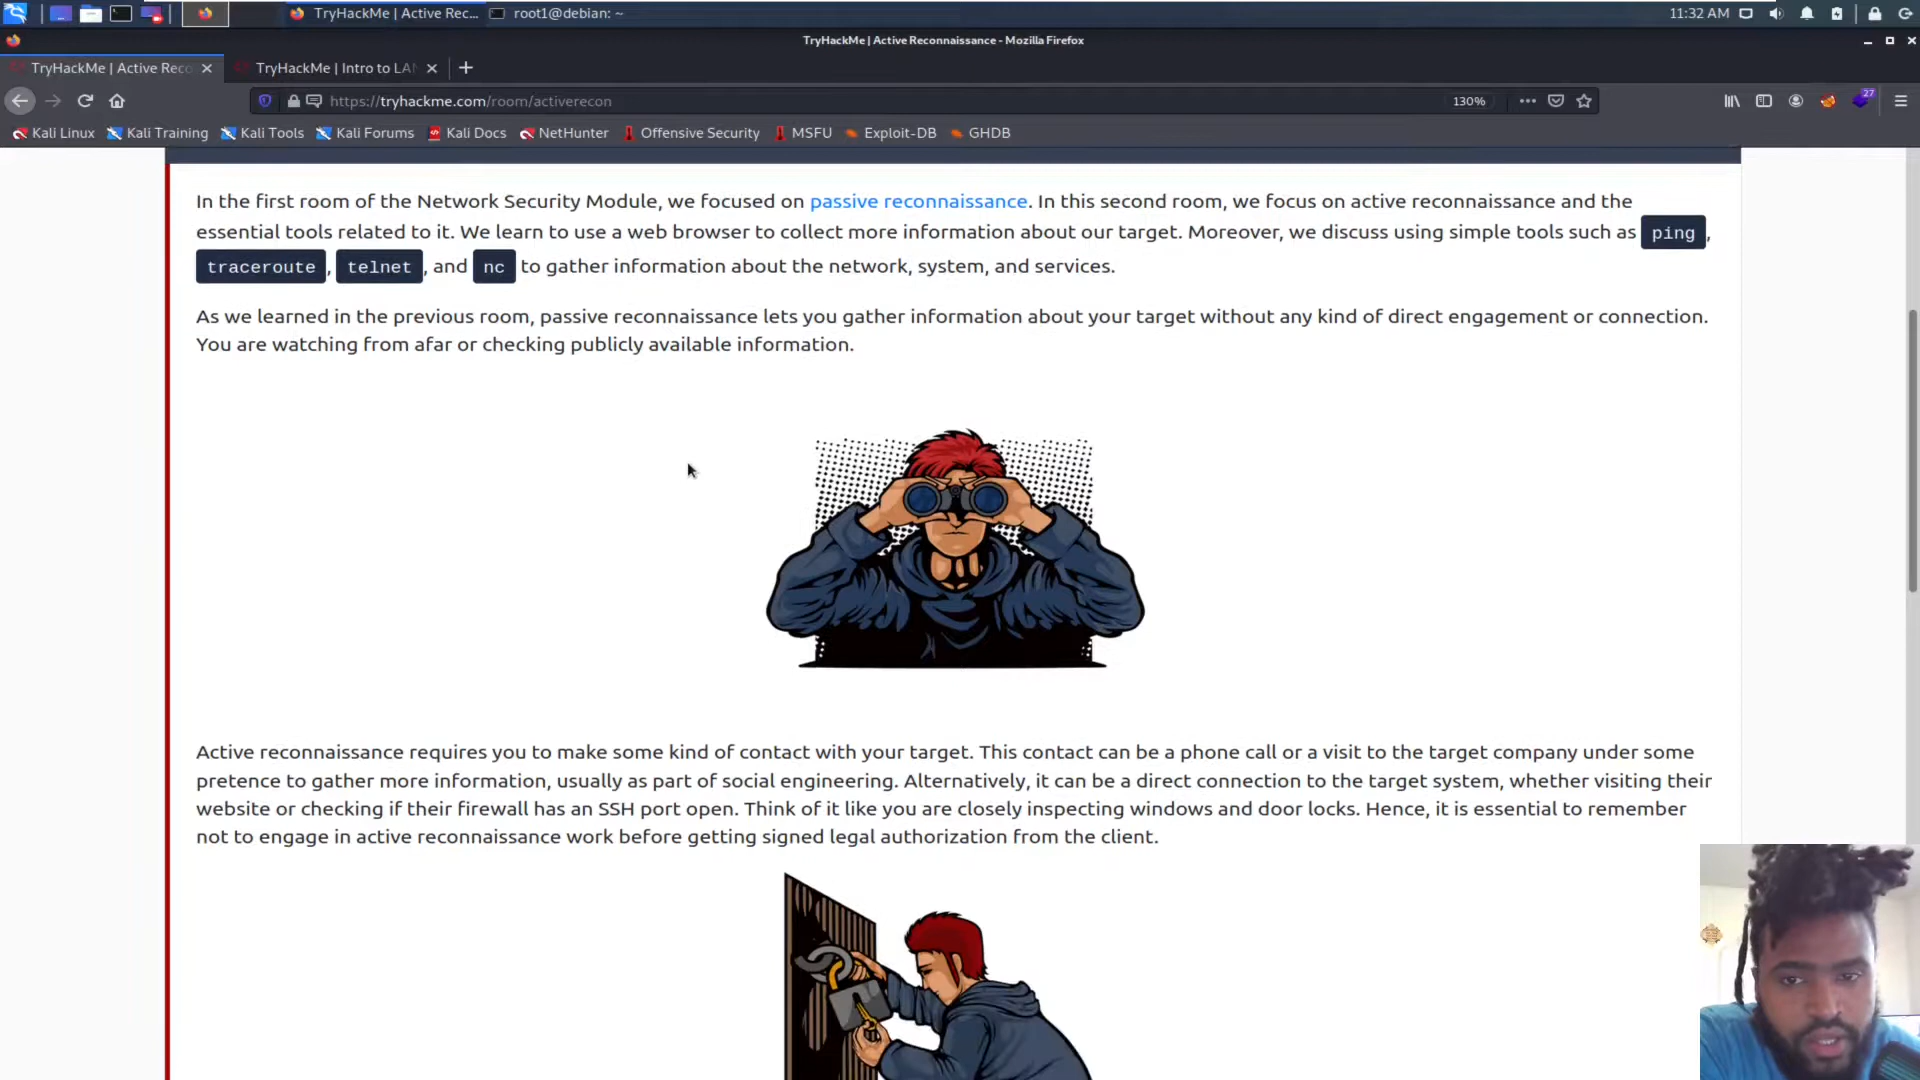 11:32 AM
TryHackMe | Active Rec...
root1@debian: ~
TryHackMe | Active Reconnaissance - Mozilla Firefox
TryHackMe | Active Reco
TryHackMe | Intro to LAN
https://tryhackme.com/room/activerecon
130%
27
Kali Linux Kali Training Kali Tools Kali Forums Kali Docs NetHunter Offensive Security MSFU Exploit-DB GHDB
In the first room of the Network Security Module, we focused on passive reconnaissance. In this second room, we focus on active reconnaissance and the
essential tools related to it. We learn to use a web browser to collect more information about our target. Moreover, we discuss using simple tools such as ping ,
traceroute , telnet , and nc to gather information about the network, system, and services.
As we learned in the previous room, passive reconnaissance lets you gather information about your target without any kind of direct engagement or connection.
You are watching from afar or checking publicly available information.
Active reconnaissance requires you to make some kind of contact with your target. This contact can be a phone call or a visit to the target company under some
pretence to gather more information, usually as part of social engineering. Alternatively, it can be a direct connection to the target system, whether visiting their
website or checking if their firewall has an SSH port open. Think of it like you are closely inspecting windows and door locks. Hence, it is essential to remember
not to engage in active reconnaissance work before getting signed legal authorization from the client.